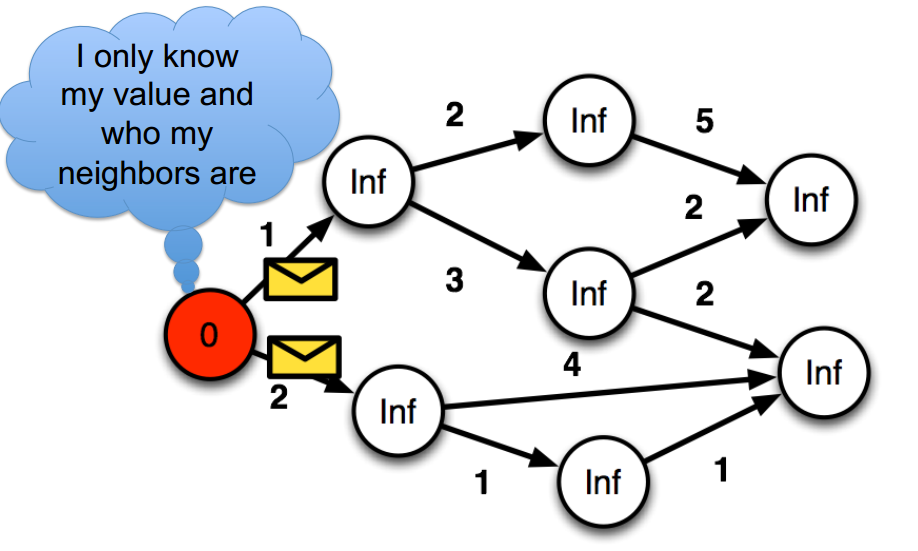 I only know
my value and
who my
neighbors are
2
Inf
5
Inf
Inf
2
1
3
Inf
2
0
4
Inf
2
Inf
1
Inf
1